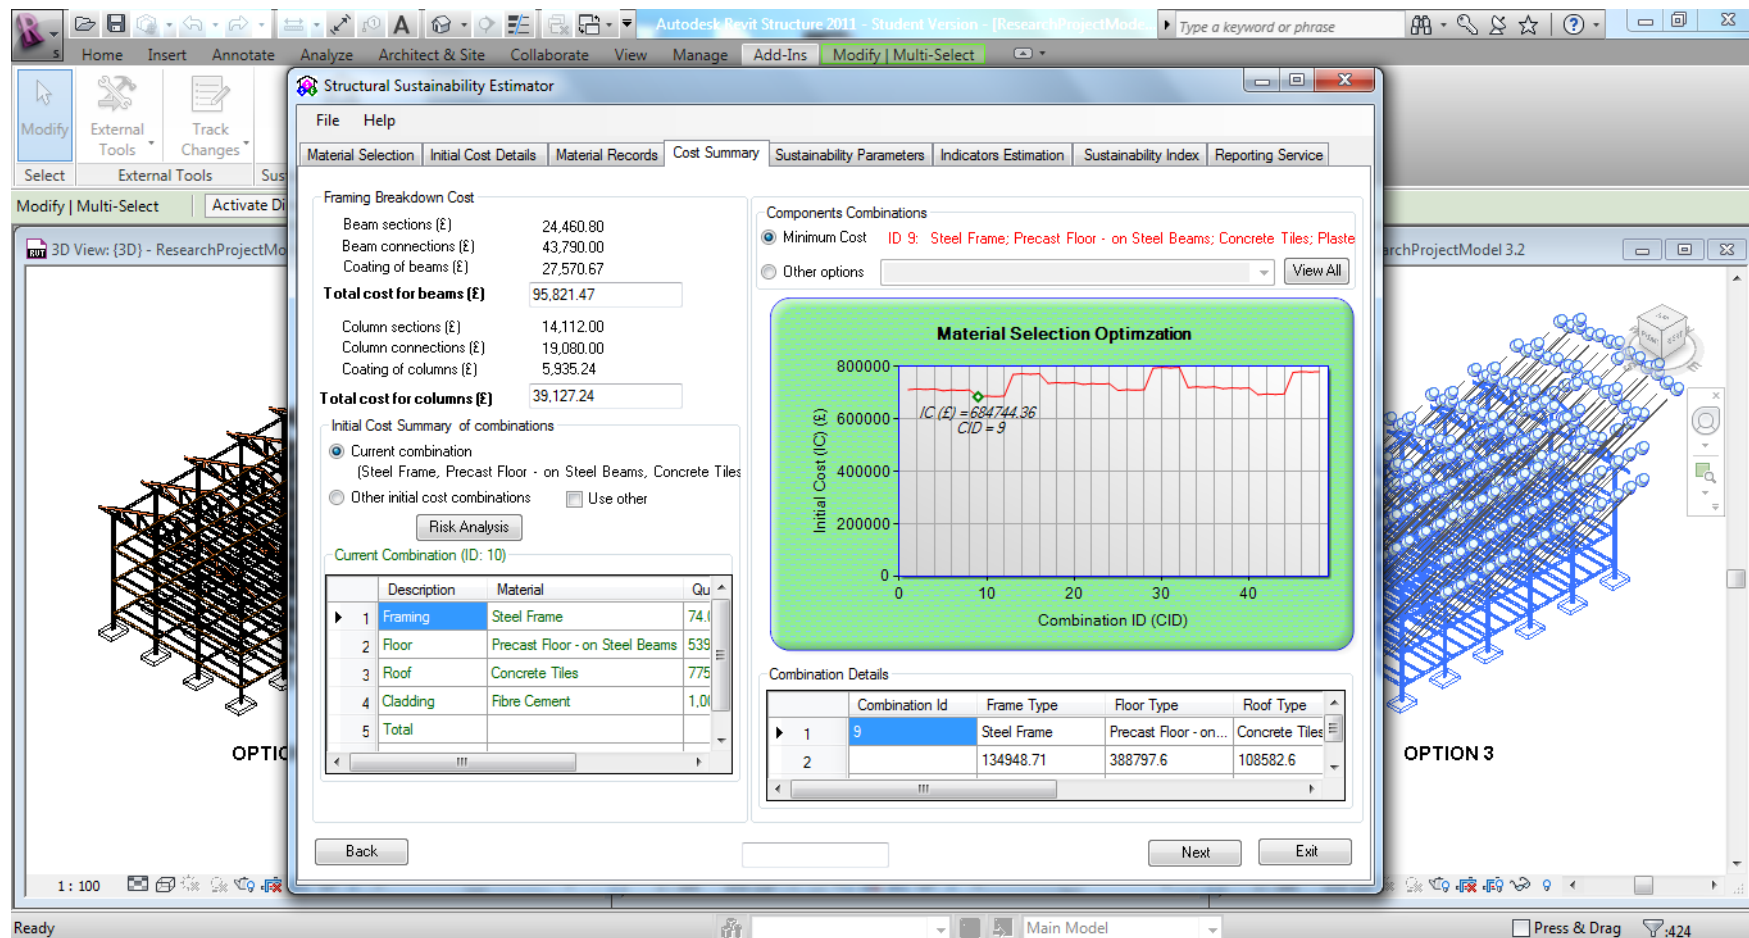 Autodesk Revit Structure 2011 - Student Version - [ResearchProjectMode...
Type a keyword or phrase
5
Home Insert Annotate Analyze Architect & Site Collaborate View Manage Add-Ins Modify | Multi-Select
Modify
External
Tools
Track
Changes
Select
External Tools
Sus
Modify | Multi-Select
Activate Di
3D View: {3D} - ResearchProjectMo
archProjectModel 3.2
Structural Sustainability Estimator
File Help
Material Selection Initial Cost Details Material Records Cost Summary Sustainability Parameters Indicators Estimation Sustainability Index Reporting Service
Framing Breakdown Cost
Beam sections (£) 24,460.80
Beam connections (£) 43,790.00
Coating of beams (£) 27,570.67
Total cost for beams (£) 95,821.47
Column sections (£) 14,112.00
Column connections (£) 19,080.00
Coating of columns (£) 5,935.24
Total cost for columns (£) 39,127.24
Initial Cost Summary of combinations
Current combination
(Steel Frame, Precast Floor - on Steel Beams, Concrete Tiles
Other initial cost combinations Use other
Risk Analysis
Current Combination (ID: 10)
Description Material Qu
1 Framing Steel Frame 74.0
2 Floor Precast Floor - on Steel Beams 539
3 Roof Concrete Tiles 775
4 Cladding Fibre Cement 1,00
5 Total
Components Combinations
Minimum Cost ID 9: Steel Frame; Precast Floor - on Steel Beams; Concrete Tiles; Plaste
Other options View All
Material Selection Optimzation
Initial Cost (IC) (£)
800000
600000
400000
200000
0
IC (£) =684744.36
CID = 9
0 10 20 30 40
Combination ID (CID)
Combination Details
Combination Id Frame Type Floor Type Roof Type
1 9 Steel Frame Precast Floor - on... Concrete Tiles
2 134948.71 388797.6 108582.6
Back Next Exit
OPTIO
OPTION 3
1 : 100
Ready
Main Model
Press & Drag
:424